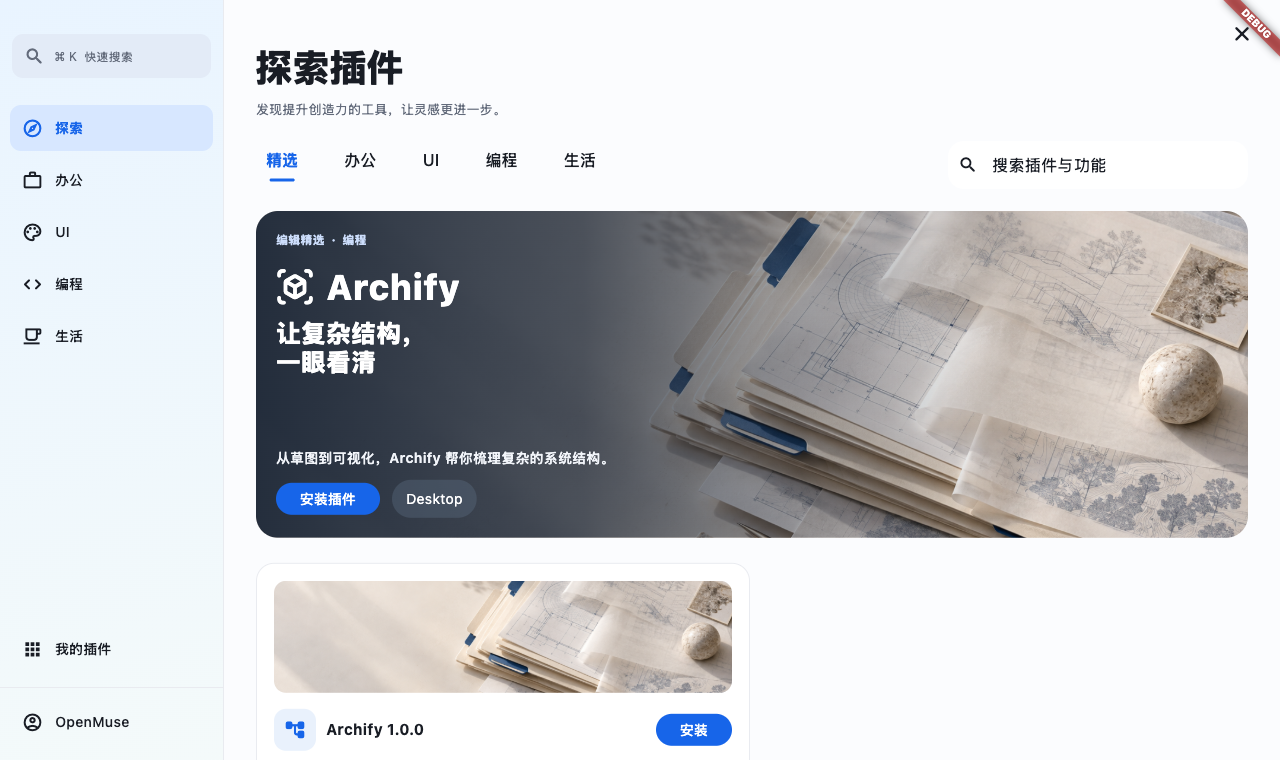 ⌘ K 快速搜索
探索
办公
UI
编程
生活
我的插件
OpenMuse
DEBUG
探索插件
发现提升创造力的工具，让灵感更进一步。
精选
办公
UI
编程
生活
搜索插件与功能
编辑精选 · 编程
Archify
让复杂结构，
一眼看清
从草图到可视化，Archify 帮你梳理复杂的系统结构。
安装插件
Desktop
Archify 1.0.0
安装